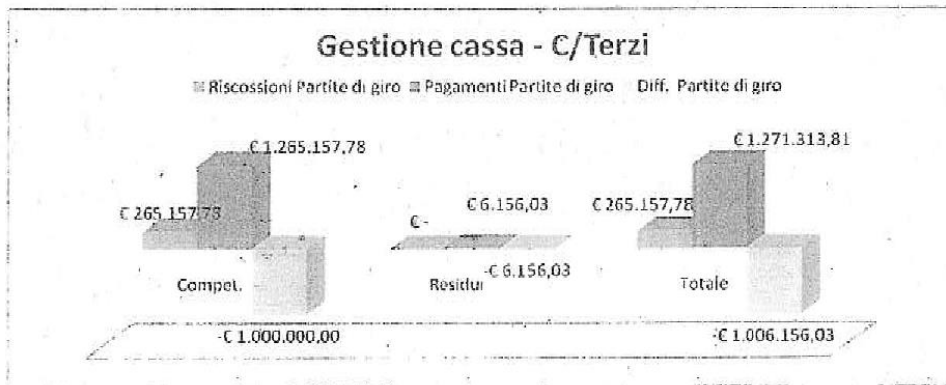 Gestione cassa - C/Terzi
Riscossioni Partite di giro Pagamenti Partite di giro Diff. Partite di giro
€ 1.265.157,78
€ 1.271.313,81
€ 265.157,78
€ -
€ 6.156,03
€ 265.157,78
-€ 6.156,03
Compet.
Residui
Totale
-€ 1.000.000,00
-€ 1.006.156,03